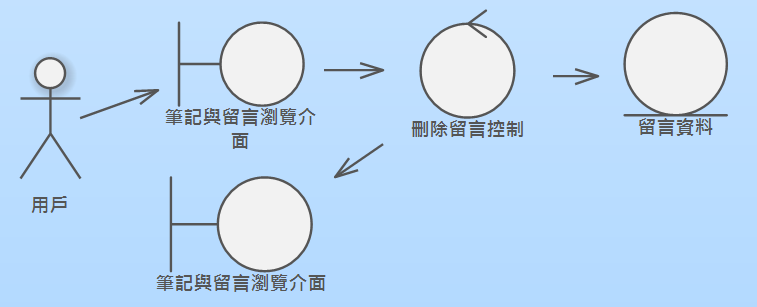 筆記與留言瀏覽介
面
刪除留言控制
留言資料
用戶
筆記與留言瀏覽介面